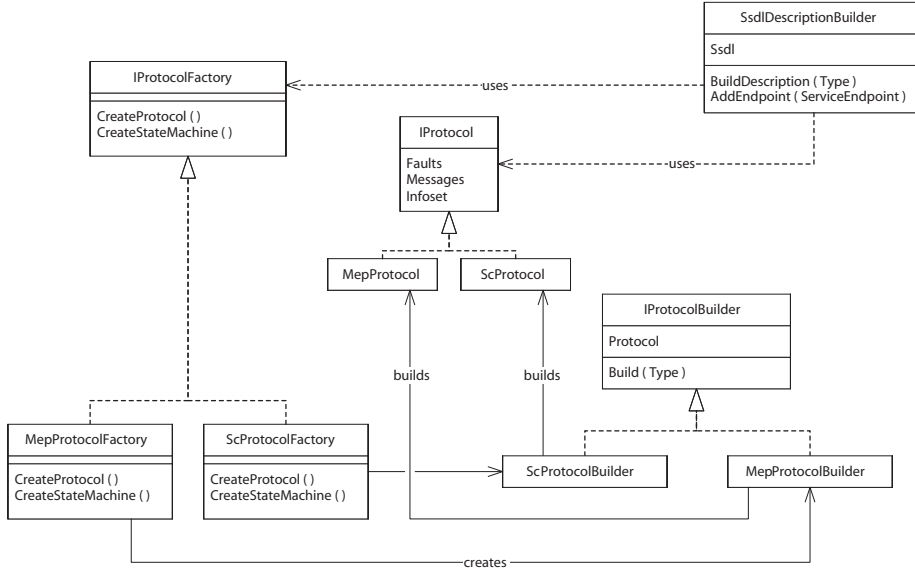 SsdlDescriptionBuilder
Ssdl
BuildDescription ( Type )
AddEndpoint ( ServiceEndpoint )
IProtocolFactory
CreateProtocol ( )
CreateStateMachine ( )
uses
IProtocol
Faults
Messages
Infoset
uses
MepProtocol
ScProtocol
IProtocolBuilder
Protocol
Build ( Type )
builds
builds
MepProtocolFactory
CreateProtocol ( )
CreateStateMachine ( )
ScProtocolFactory
CreateProtocol ( )
CreateStateMachine ( )
ScProtocolBuilder
MepProtocolBuilder
creates